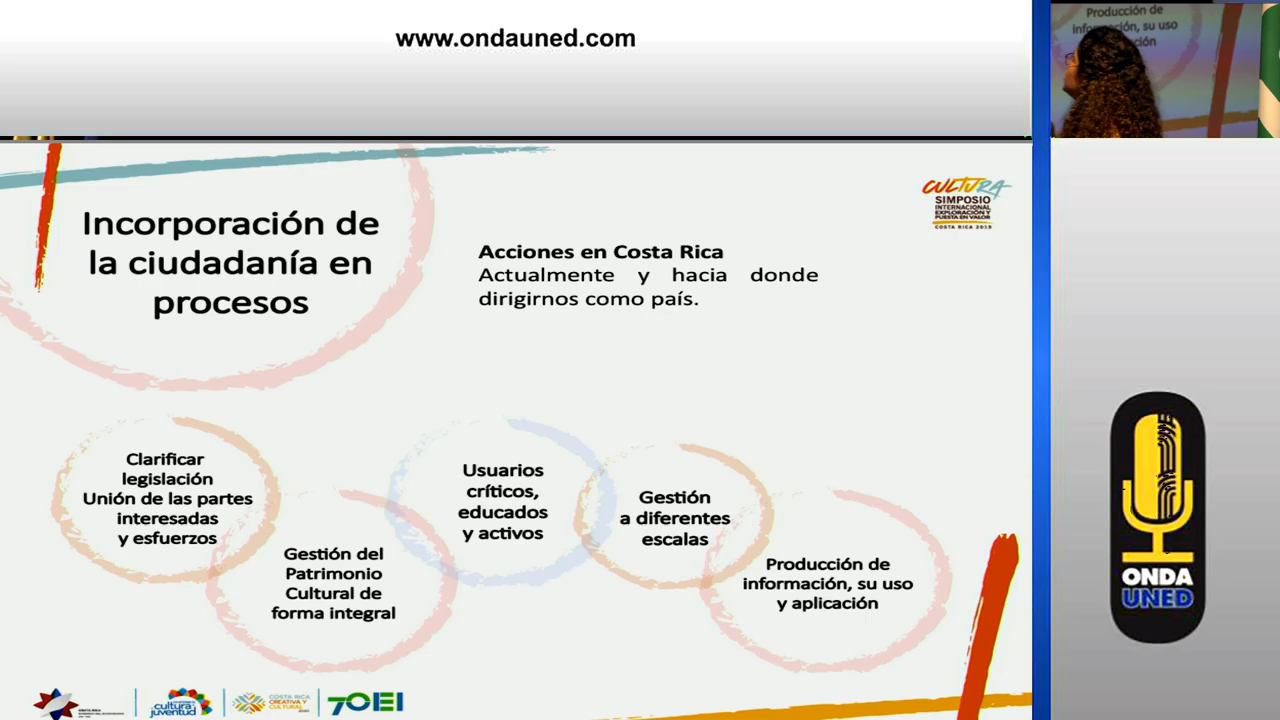 www.ondauned.com
Producción de
información, su uso
Incorporación de
la ciudadanía en
procesos
Acciones en Costa Rica
Actualmente y hacia donde
dirigirnos como país.
CULTURA
SIMPOSIO
INTERNACIONAL
EXPLORACIÓN Y
PUESTA EN VALOR
COSTA RICA 2019
Clarificar
legislación
Unión de las partes
interesadas
y esfuerzos
Gestión del
Patrimonio
Cultural de
forma integral
Usuarios
críticos,
educados
y activos
Gestión
a diferentes
escalas
Producción de
información, su uso
y aplicación
ONDA
UNED
cultura
juventud
COSTA RICA
CREATIVA Y
CULTURAL
70EI